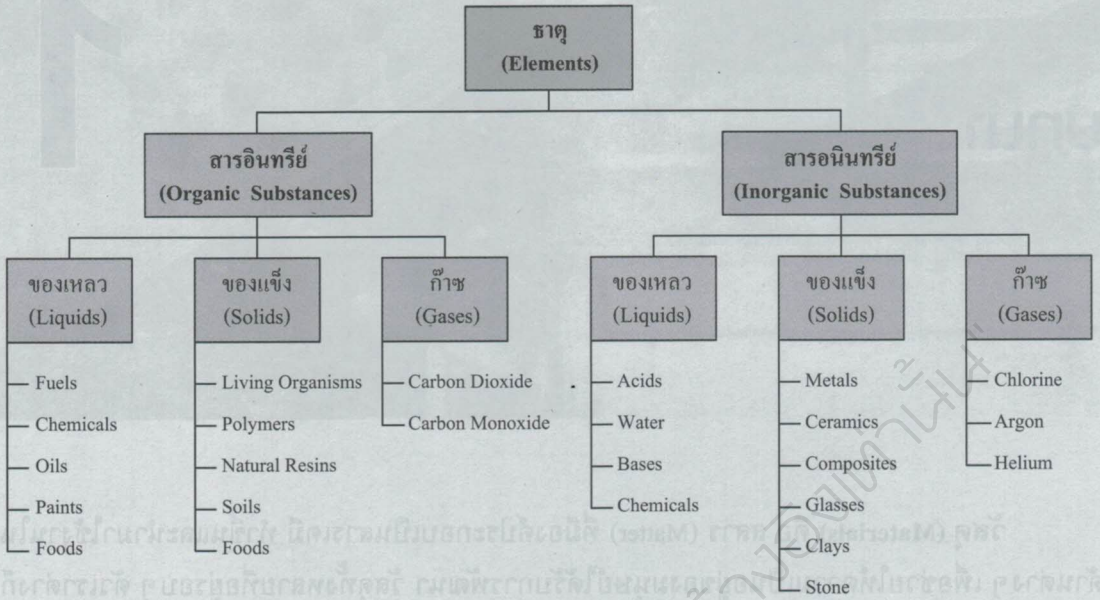 ธาตุ
(Elements)
สารอินทรีย์
(Organic Substances)
สารอนินทรีย์
(Inorganic Substances)
ของเหลว
(Liquids)
ของแข็ง
(Solids)
ก๊าซ
(Gases)
ของเหลว
(Liquids)
ของแข็ง
(Solids)
ก๊าซ
(Gases)
Fuels
Chemicals
Oils
Paints
Foods
Living Organisms
Polymers
Natural Resins
Soils
Foods
Carbon Dioxide
Carbon Monoxide
Acids
Water
Bases
Chemicals
Metals
Ceramics
Composites
Glasses
Clays
Stone
Chlorine
Argon
Helium